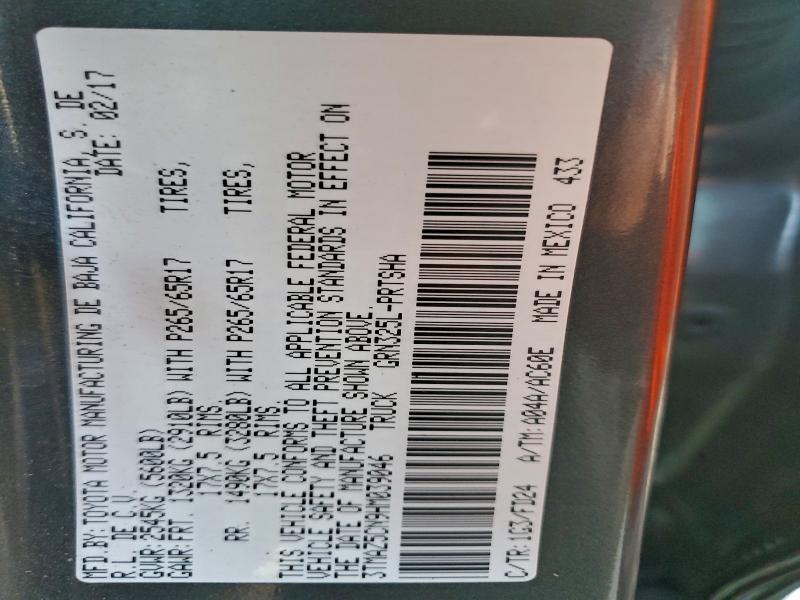 MFD.BY:TOYOTA MOTOR MANUFACTURING DE BAJA CALIFORNIA, S. DE
R.L. DE C.V. DATE: 02/17
GVWR:2545KG (5600LB)
GAWR:FRT. 1320KG (2910LB) WITH P265/65R17 TIRES,
17X7.5 RIMS.
RR. 1490KG (3280LB) WITH P265/65R17 TIRES,
17X7.5 RIMS.
THIS VEHICLE CONFORMS TO ALL APPLICABLE FEDERAL MOTOR
VEHICLE SAFETY AND THEFT PREVENTION STANDARDS IN EFFECT ON
THE DATE OF MANUFACTURE SHOWN ABOVE.
3TMAZ5CN9HM039046 TRUCK GRN325L-PRTSHA
C/TR:1G3/FD24 A/TM:A04A/AC60E MADE IN MEXICO 433